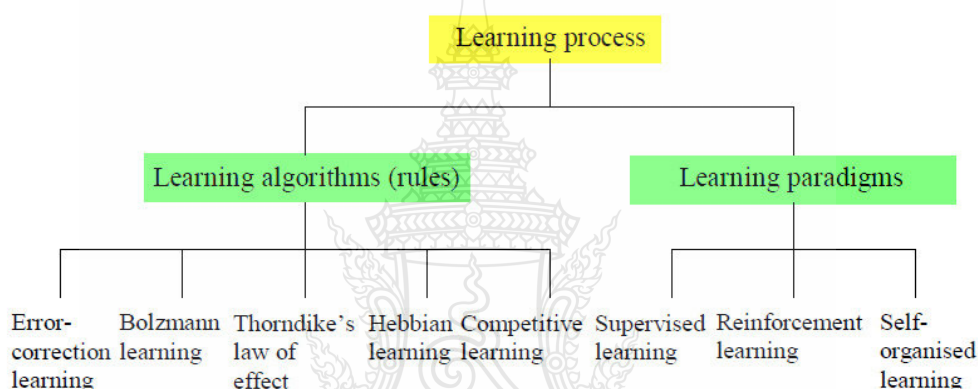 Learning process
Learning algorithms (rules)
Learning paradigms
Error-
correction
learning
Bolzmann
learning
Thorndike's
law of
effect
Hebbian
learning
Competitive
learning
Supervised
learning
Reinforcement
learning
Self-
organised
learning